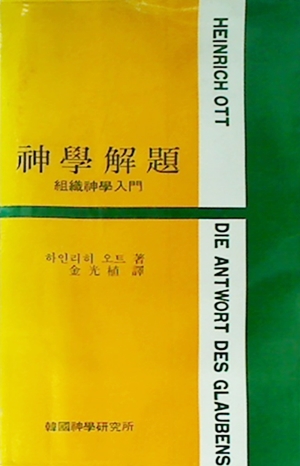 神學解題
組織神學入門
하인리히 오트 著
金光植 譯
韓國神學研究所
HEINRICH OTT
DIE ANTWORT DES GLAUBENS